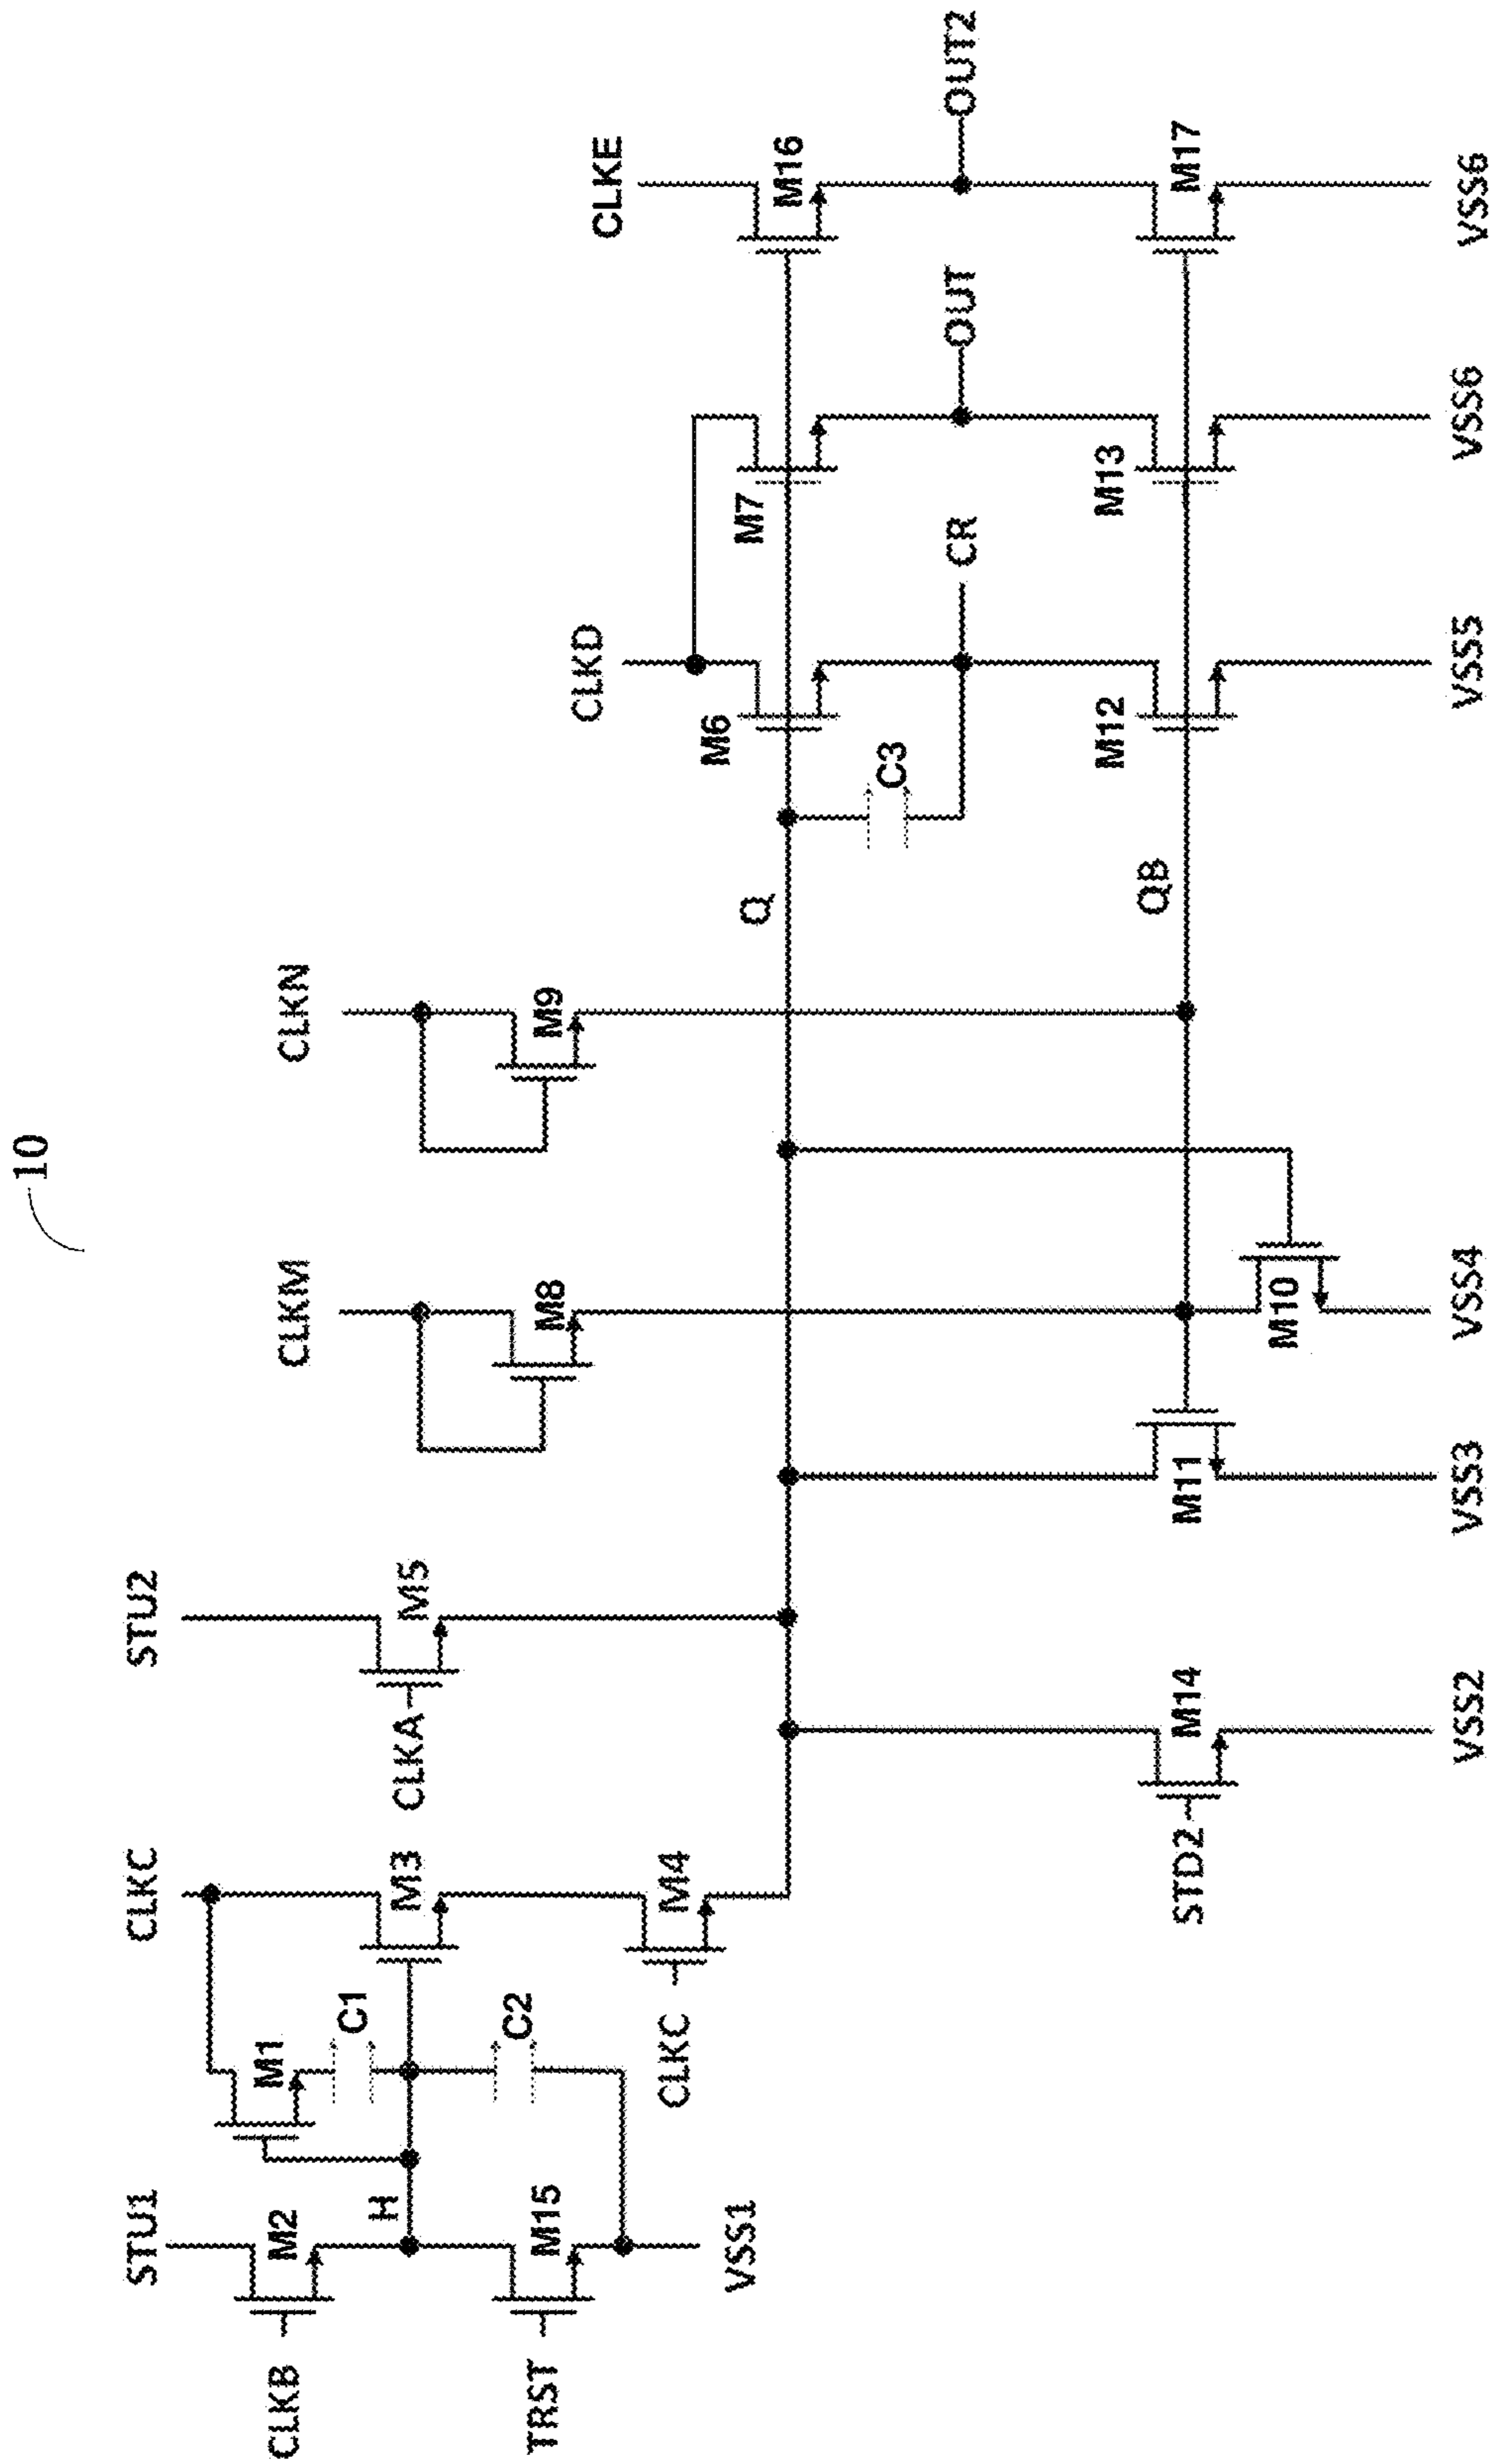 10
CLKE
CLKD
CLKN
CLKM
STU2
CLKC
STU1
M16
M7
M6
M9
M8
M5
CLKA
M3
M1
C1
M2
CLKB
Q
C3
OUT2
OUT
CR
H
C2
M4
CLKC
M15
TRST
VSS1
QB
M17
M13
M12
M10
M11
M14
STD2
VSS6
VSS6
VSS5
VSS4
VSS3
VSS2